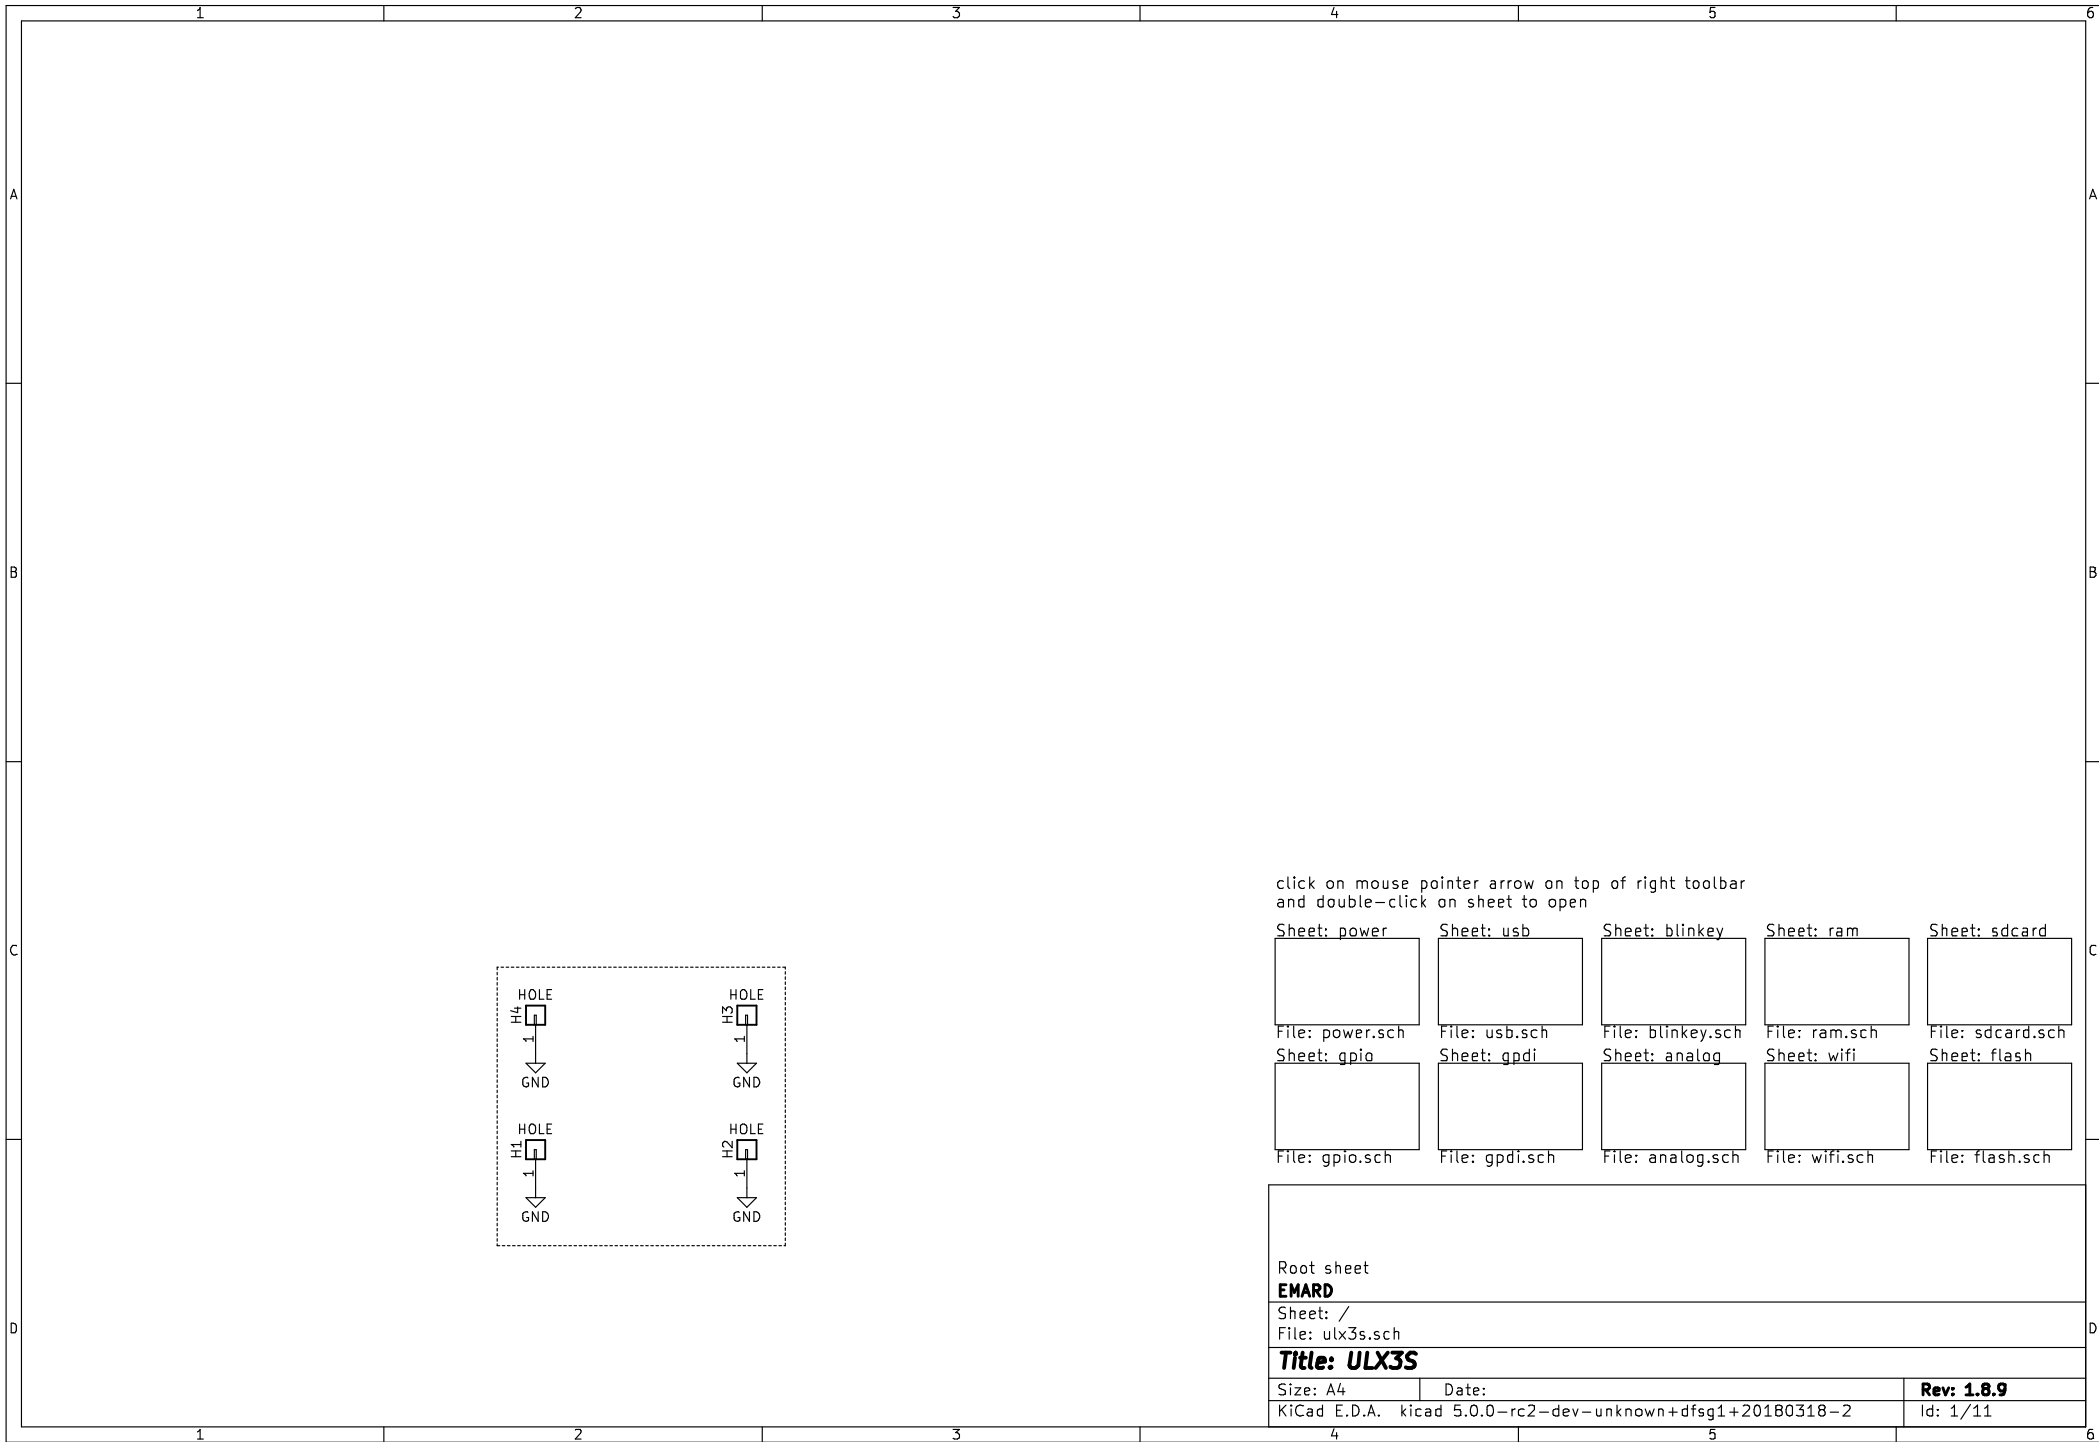 1 2 3 4 5 6
A A
B B
click on mouse pointer arrow on top of right toolbar
and double-click on sheet to open
Sheet: power Sheet: usb Sheet: blinkey Sheet: ram Sheet: sdcard
C C
File: power.sch File: usb.sch File: blinkey.sch File: ram.sch File: sdcard.sch
Sheet: gpio Sheet: gpdi Sheet: analog Sheet: wifi Sheet: flash
File: gpio.sch File: gpdi.sch File: analog.sch File: wifi.sch File: flash.sch
HOLE HOLE
H4 H3
1 1
GND GND
HOLE HOLE
H1 H2
1 1
GND GND
Root sheet
EMARD
Sheet: /
D D
File: ulx3s.sch
Title: ULX3S
Size: A4 Date: Rev: 1.8.9
KiCad E.D.A. kicad 5.0.0-rc2-dev-unknown+dfsg1+20180318-2 Id: 1/11
1 2 3 4 5 6